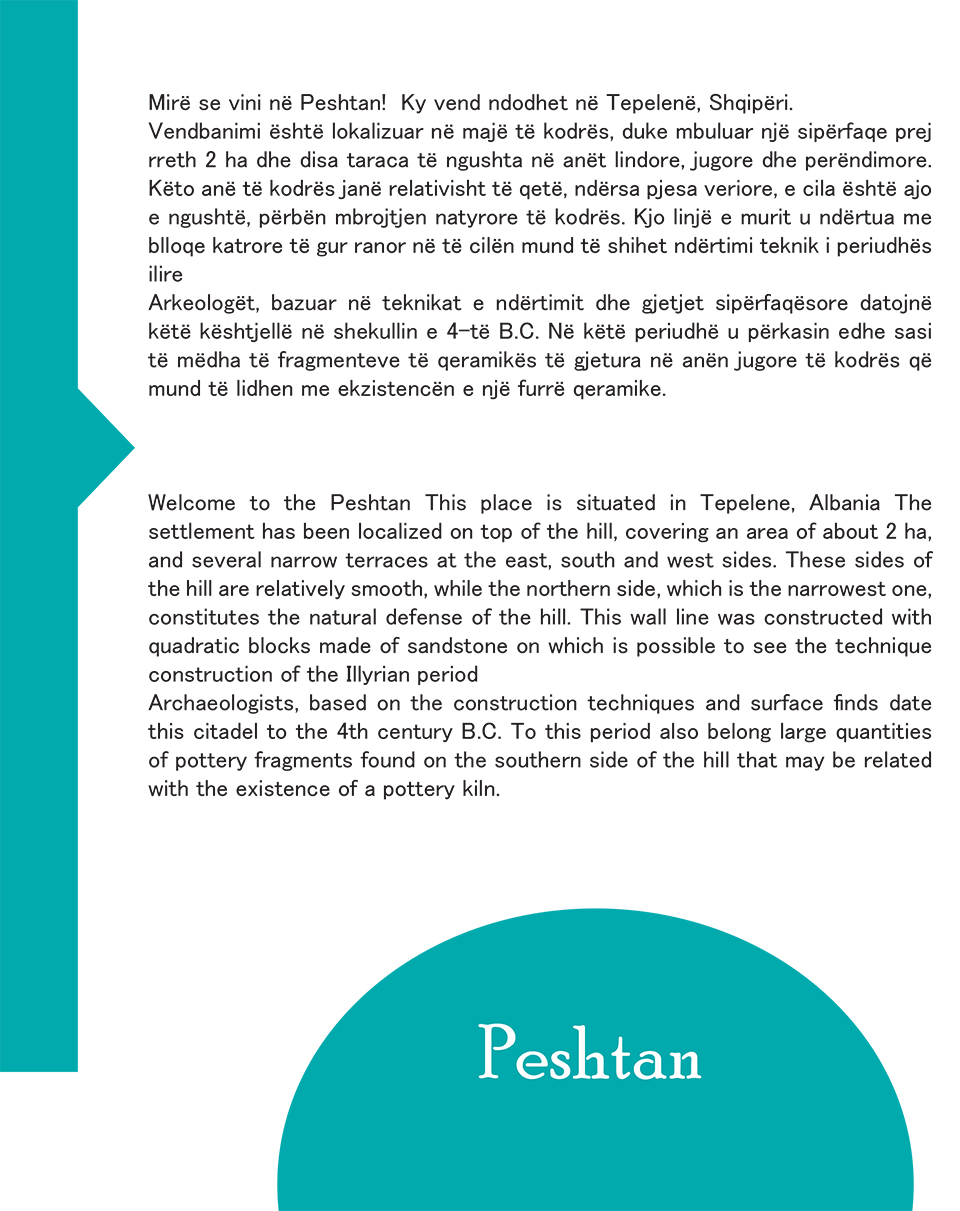 Mirë se vini në Peshtan!  Ky vend ndodhet në Tepelenë, Shqipëri.
Vendbanimi është lokalizuar në majë të kodrës, duke mbuluar një sipërfaqe prej
rreth 2 ha dhe disa taraca të ngushta në anët lindore, jugore dhe perëndimore.
Këto anë të kodrës janë relativisht të qetë, ndërsa pjesa veriore, e cila është ajo
e ngushtë, përbën mbrojtjen natyrore të kodrës. Kjo linjë e murit u ndërtua me
blloqe katrore të gur ranor në të cilën mund të shihet ndërtimi teknik i periudhës
ilire
Arkeologët, bazuar në teknikat e ndërtimit dhe gjetjet sipërfaqësore datojnë
këtë kështjellë në shekullin e 4-të B.C. Në këtë periudhë u përkasin edhe sasi
të mëdha të fragmenteve të qeramikës të gjetura në anën jugore të kodrës që
mund të lidhen me ekzistencën e një furrë qeramike.
Welcome to the Peshtan This place is situated in Tepelene, Albania The
settlement has been localized on top of the hill, covering an area of about 2 ha,
and several narrow terraces at the east, south and west sides. These sides of
the hill are relatively smooth, while the northern side, which is the narrowest one,
constitutes the natural defense of the hill. This wall line was constructed with
quadratic blocks made of sandstone on which is possible to see the technique
construction of the Illyrian period
Archaeologists, based on the construction techniques and surface finds date
this citadel to the 4th century B.C. To this period also belong large quantities
of pottery fragments found on the southern side of the hill that may be related
with the existence of a pottery kiln.
Peshtan